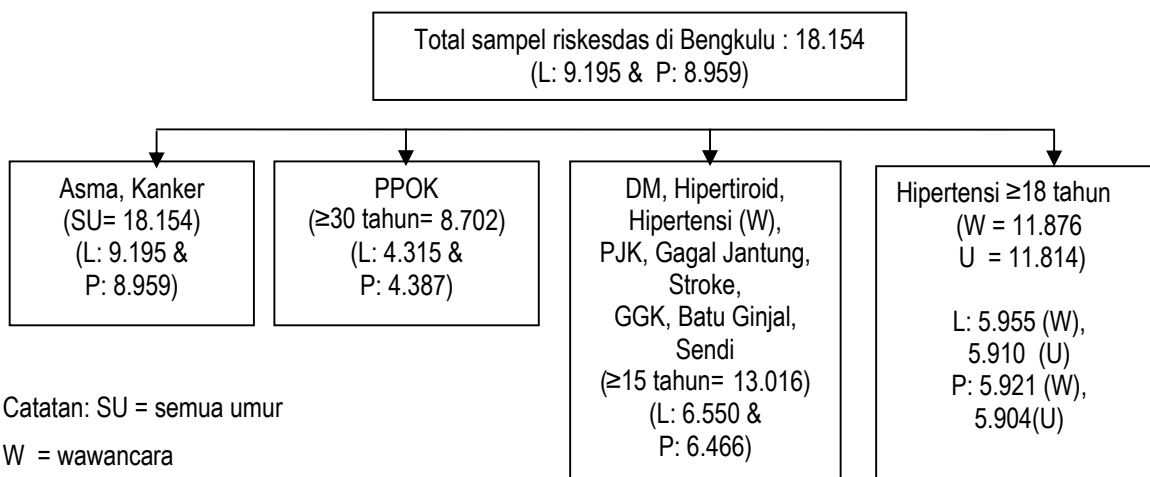 Total sampel riskesdas di Bengkulu : 18.154
(L: 9.195 & P: 8.959)
Asma, Kanker
(SU= 18.154)
(L: 9.195 &
P: 8.959)
PPOK
(≥30 tahun= 8.702)
(L: 4.315 &
P: 4.387)
DM, Hipertiroid,
Hipertensi (W),
PJK, Gagal Jantung,
Stroke,
GGK, Batu Ginjal,
Sendi
(≥15 tahun= 13.016)
(L: 6.550 &
P: 6.466)
Hipertensi ≥18 tahun
(W = 11.876
U = 11.814)
L: 5.955 (W),
5.910 (U)
P: 5.921 (W),
5.904(U)
Catatan: SU = semua umur
W = wawancara